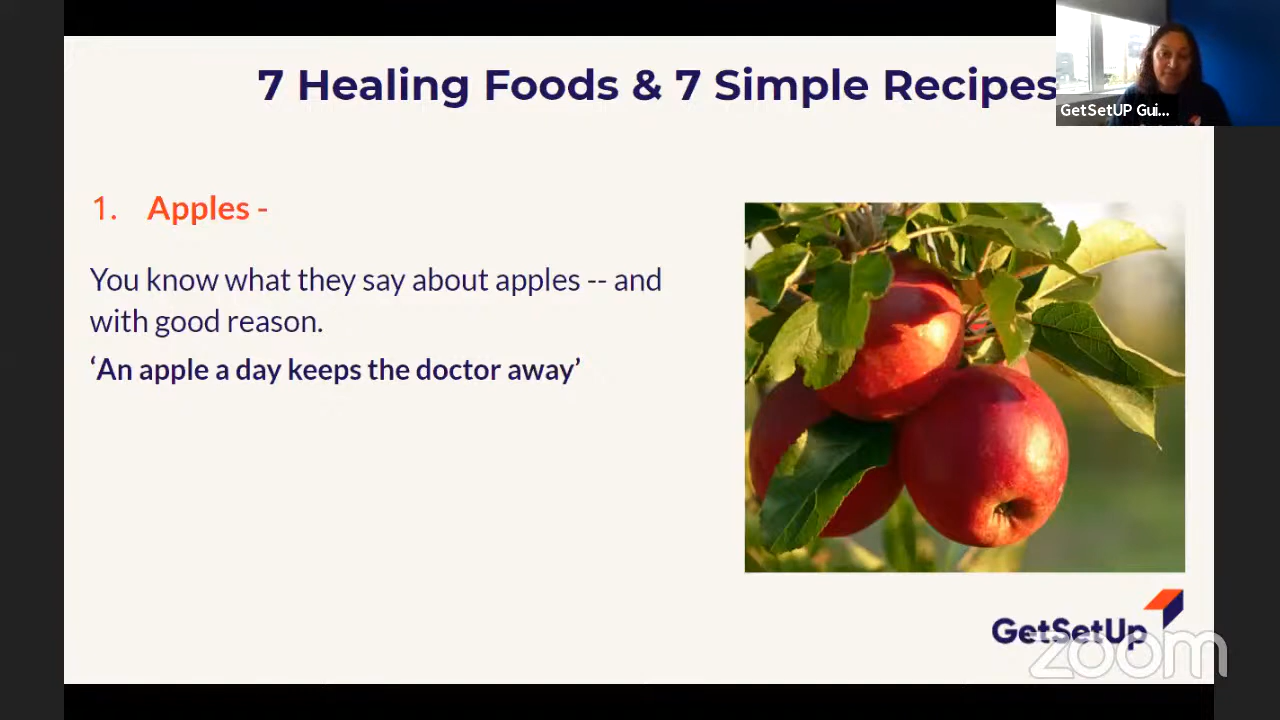 7 Healing Foods & 7 Simple Recipes
GetSetUP Gui...
1. Apples -
You know what they say about apples -- and
with good reason.
‘An apple a day keeps the doctor away’
GetSetUp
zoom